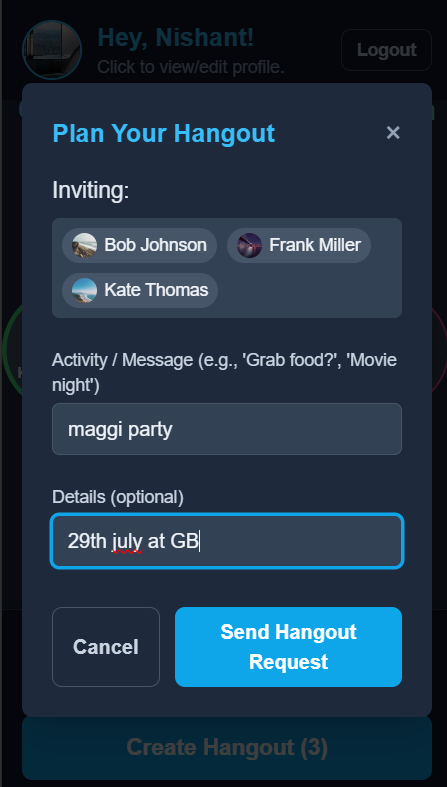 Hey, Nishant!
Click to view/edit profile.
Logout
Plan Your Hangout
×
Inviting:
Bob Johnson
Frank Miller
Kate Thomas
Activity / Message (e.g., 'Grab food?', 'Movie
night')
maggi party
Details (optional)
29th july at GB
Cancel
Send Hangout
Request
Create Hangout (3)